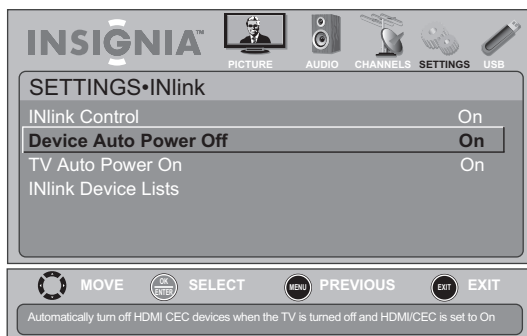 INSIGNIA™
PICTURE AUDIO CHANNELS SETTINGS USB
SETTINGS•INlink
INlink Control On
Device Auto Power Off On
TV Auto Power On On
INlink Device Lists
MOVE OK ENTER SELECT MENU PREVIOUS EXIT EXIT
Automatically turn off HDMI CEC devices when the TV is turned off and HDMI/CEC is set to On